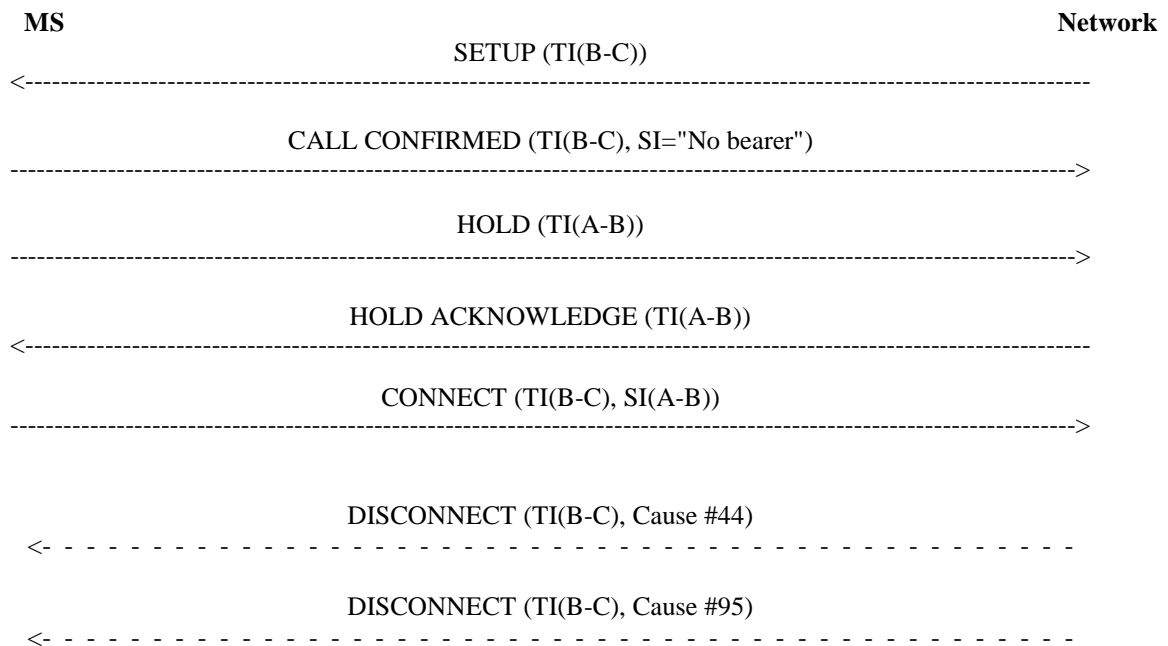 MS Network
SETUP (TI(B-C))
CALL CONFIRMED (TI(B-C), SI="No bearer")
HOLD (TI(A-B))
HOLD ACKNOWLEDGE (TI(A-B))
CONNECT (TI(B-C), SI(A-B))
DISCONNECT (TI(B-C), Cause #44)
DISCONNECT (TI(B-C), Cause #95)